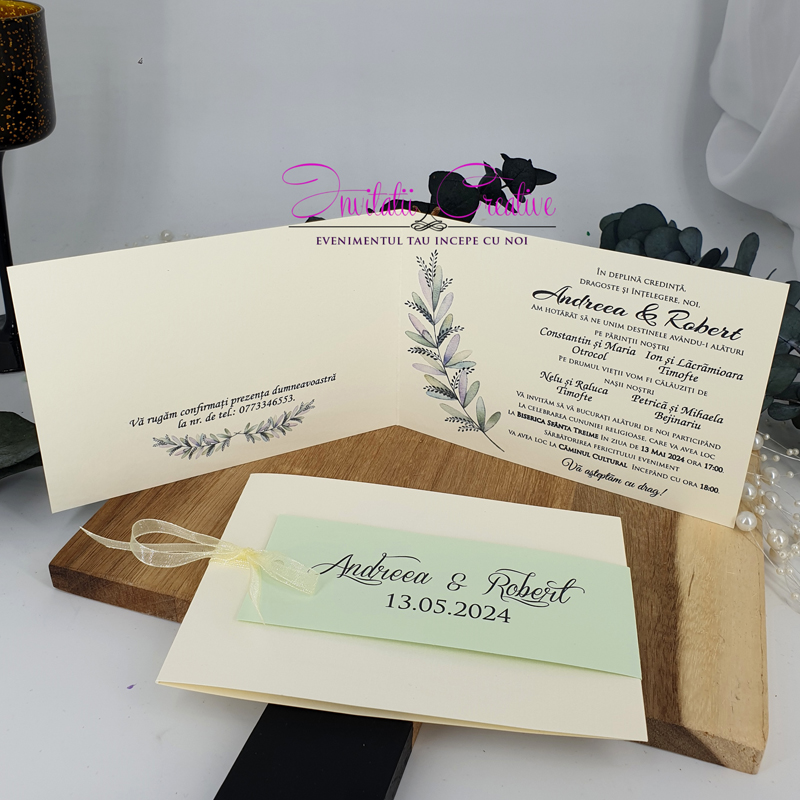 Invitatii Creative
EVENIMENTUL TAU INCEPE CU NOI
Vă rugăm confirmați prezența dumneavoastră
la nr. de tel.: 0773346553.
ÎN DEPLINĂ CREDINȚĂ,
DRAGOSTE ȘI ÎNȚELEGERE, NOI,
Andreea & Robert
AM HOTĂRÂT SĂ NE UNIM DESTINELE AVÂNDU-I ALĂTURI
PE PĂRINȚII NOȘTRI
Constantin și Maria
Otrocol
Ion și Lăcrămioara
Timofte
PE DRUMUL VIEȚII VOM FI CĂLĂUZIȚI DE
NAȘII NOȘTRI
Nelu și Raluca
Timofte
Petrică și Mihaela
Bejinariu
VĂ INVITĂM SĂ VĂ BUCURAȚI ALĂTURI DE NOI PARTICIPÂND
LA CELEBRAREA CUNUNIEI RELIGIOASE, CARE VA AVEA LOC
LA BISERICA SFÂNTA TREIME ÎN ZIUA DE 13 MAI 2024 ORA 17:00.
SĂRBĂTORIREA FERICITULUI EVENIMENT
VA AVEA LOC LA CĂMINUL CULTURAL ÎNCEPÂND CU ORA 18:00.
Vă așteptăm cu drag!
Andreea & Robert
13.05.2024